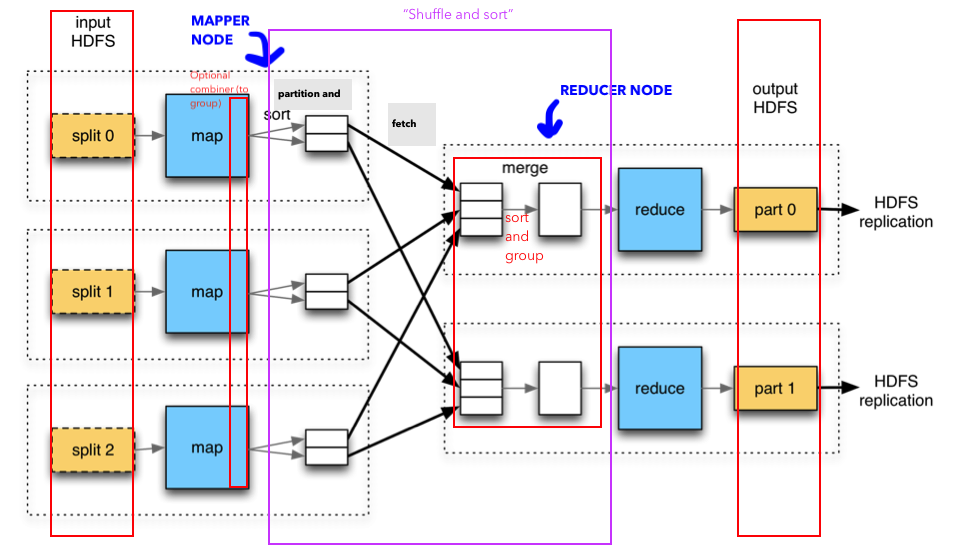 "Shuffle and sort"
input
HDFS
MAPPER
NODE
output
HDFS
REDUCER NODE
Optional
combiner (to
group)
partition and
sort
fetch
merge
split 0
map
sort
and
group
reduce
part 0
HDFS
replication
split 1
map
split 2
map
reduce
part 1
HDFS
replication